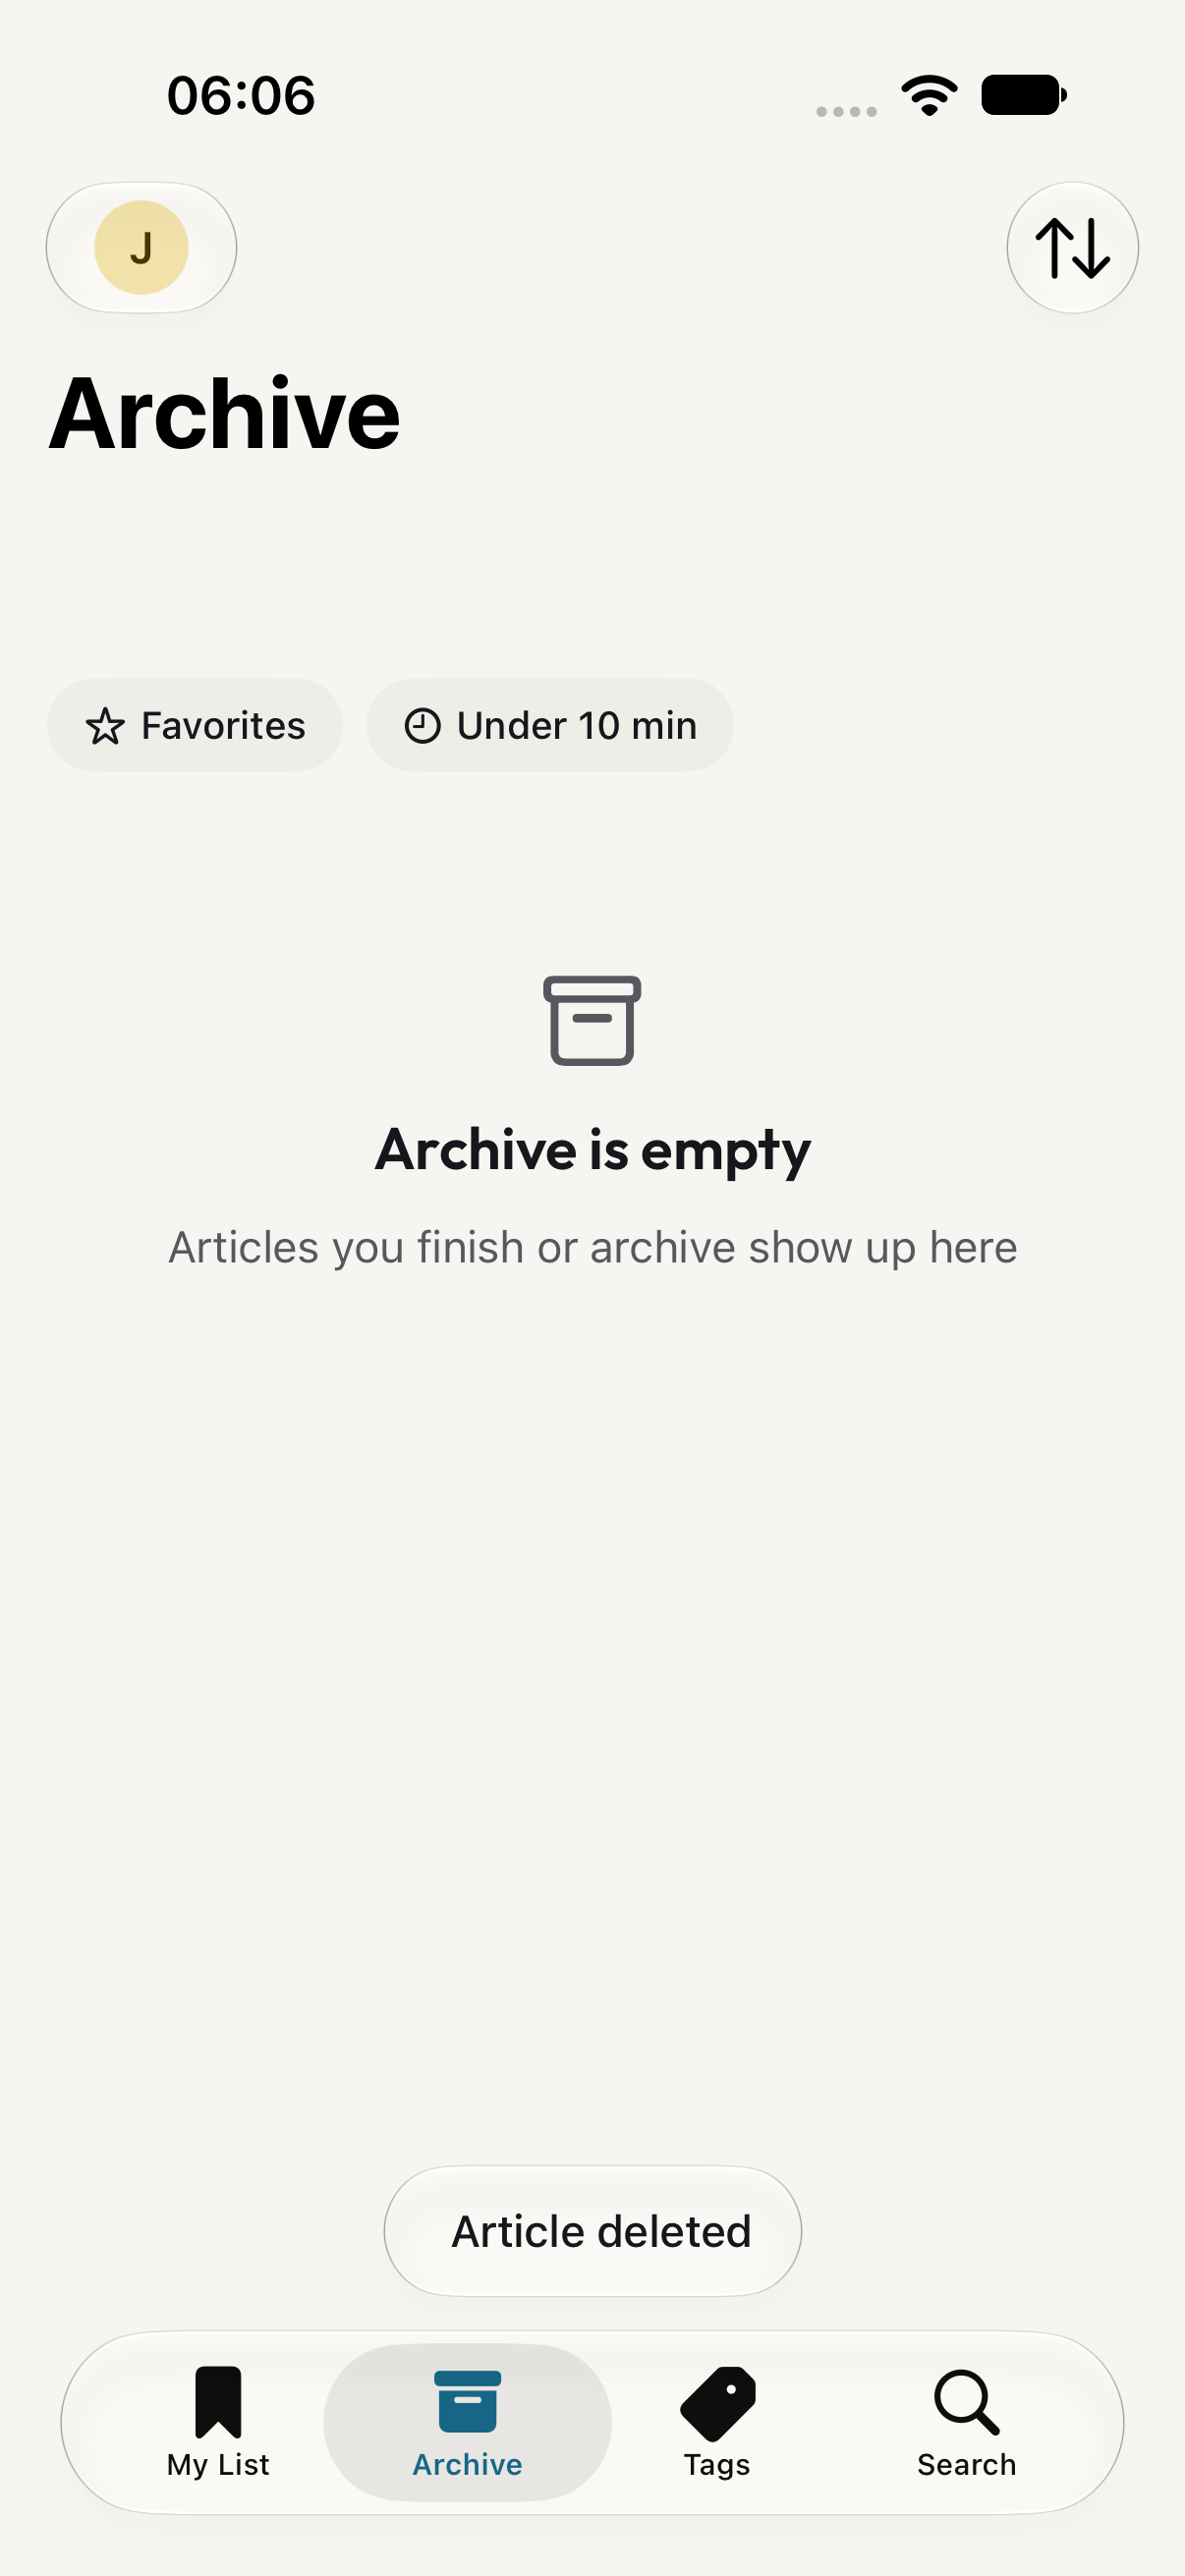 06:06
J
Archive
Favorites
Under 10 min
Archive is empty
Articles you finish or archive show up here
Article deleted
My List
Archive
Tags
Search